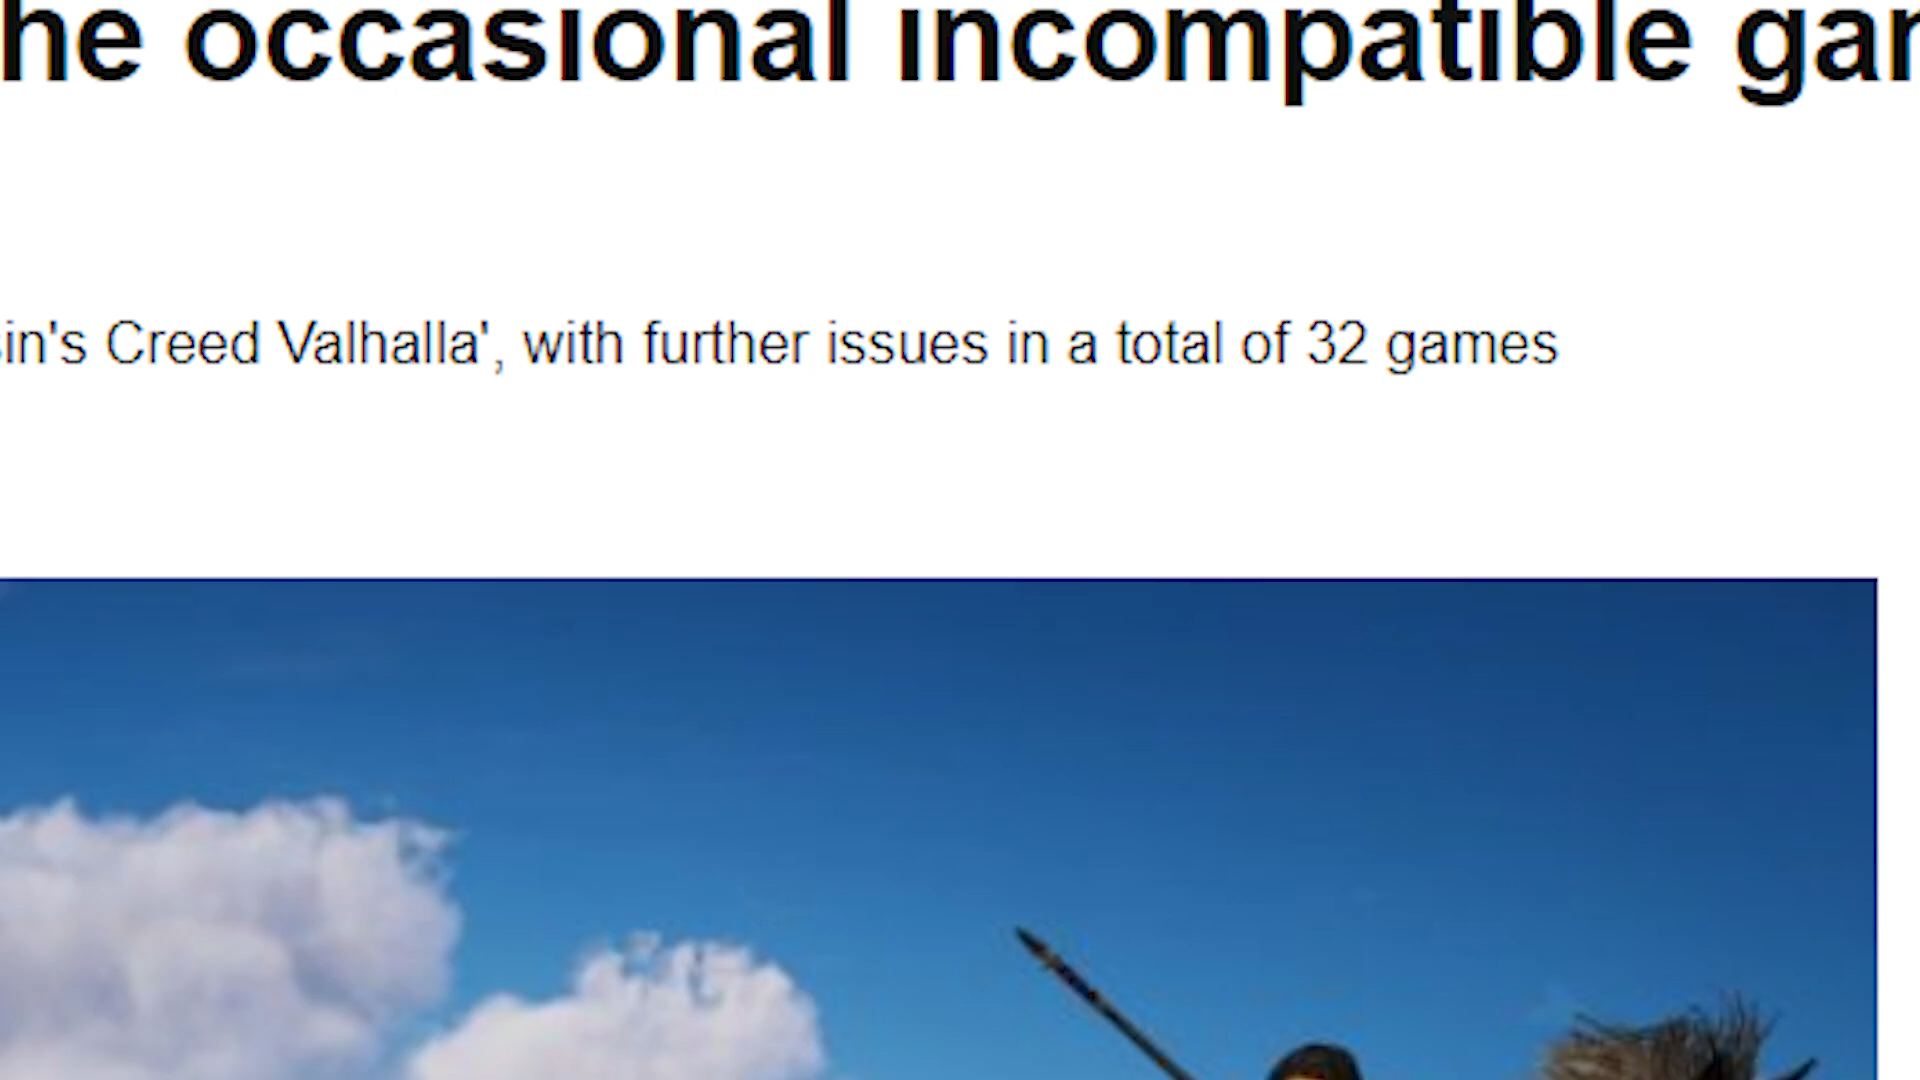 he occasional incompatible gar
in's Creed Valhalla', with further issues in a total of 32 games